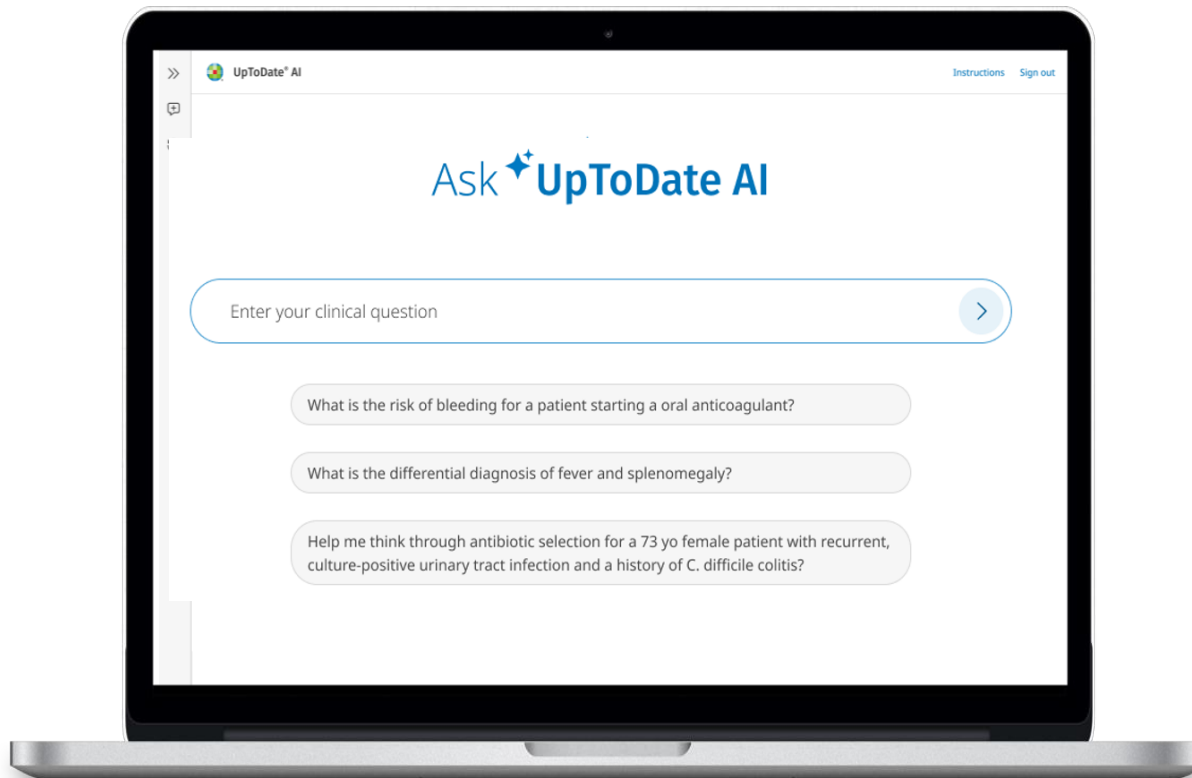 UpToDate® AI
Instructions Sign out
Ask UpToDate AI
Enter your clinical question
What is the risk of bleeding for a patient starting a oral anticoagulant?
What is the differential diagnosis of fever and splenomegaly?
Help me think through antibiotic selection for a 73 yo female patient with recurrent,
culture-positive urinary tract infection and a history of C. difficile colitis?